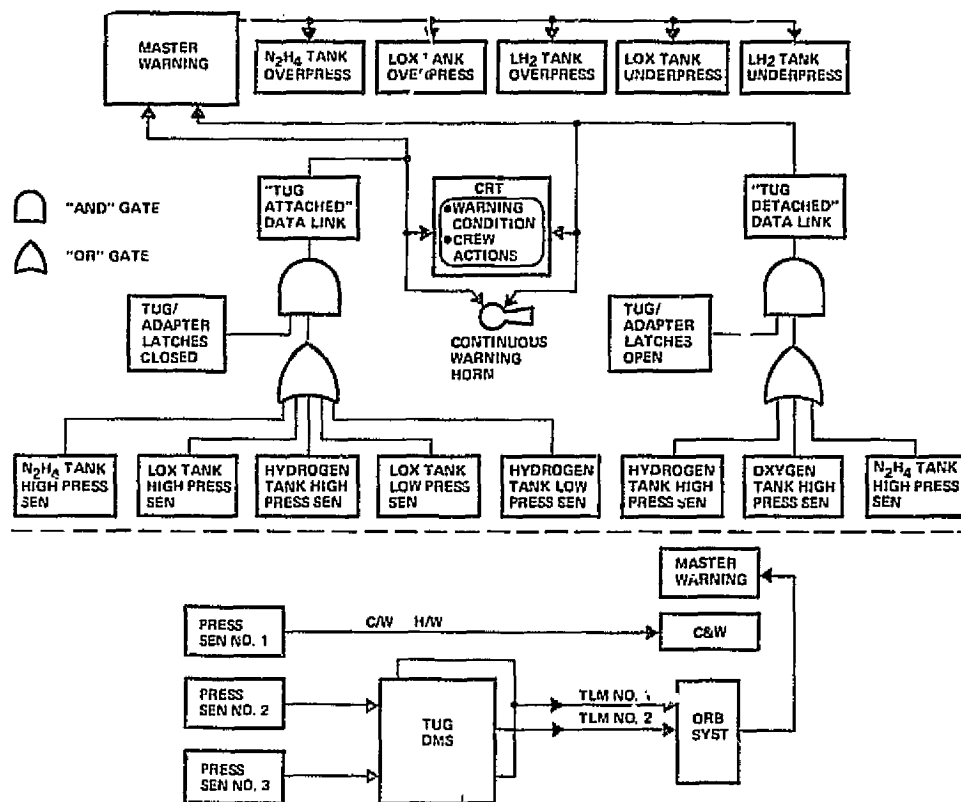 MASTER
WARNING
N2H4 TANK
OVERPRESS
LOX TANK
OVERPRESS
LH2 TANK
OVERPRESS
LOX TANK
UNDERPRESS
LH2 TANK
UNDERPRESS
"AND" GATE
"OR" GATE
"TUG
ATTACHED"
DATA LINK
CRT
● WARNING
CONDITION
● CREW
ACTIONS
"TUG
DETACHED"
DATA LINK
TUG/
ADAPTER
LATCHES
CLOSED
CONTINUOUS
WARNING
HORN
TUG/
ADAPTER
LATCHES
OPEN
N2H4 TANK
HIGH PRESS
SEN
LOX TANK
HIGH PRESS
SEN
HYDROGEN
TANK HIGH
PRESS SEN
LOX TANK
LOW PRESS
SEN
HYDROGEN
TANK LOW
PRESS SEN
HYDROGEN
TANK HIGH
PRESS SEN
OXYGEN
TANK HIGH
PRESS SEN
N2H4 TANK
HIGH PRESS
SEN
MASTER
WARNING
PRESS
SEN NO. 1
C/W H/W
C&W
PRESS
SEN NO. 2
TUG
DMS
TLM NO. 1
TLM NO. 2
ORB
SYST
PRESS
SEN NO. 3